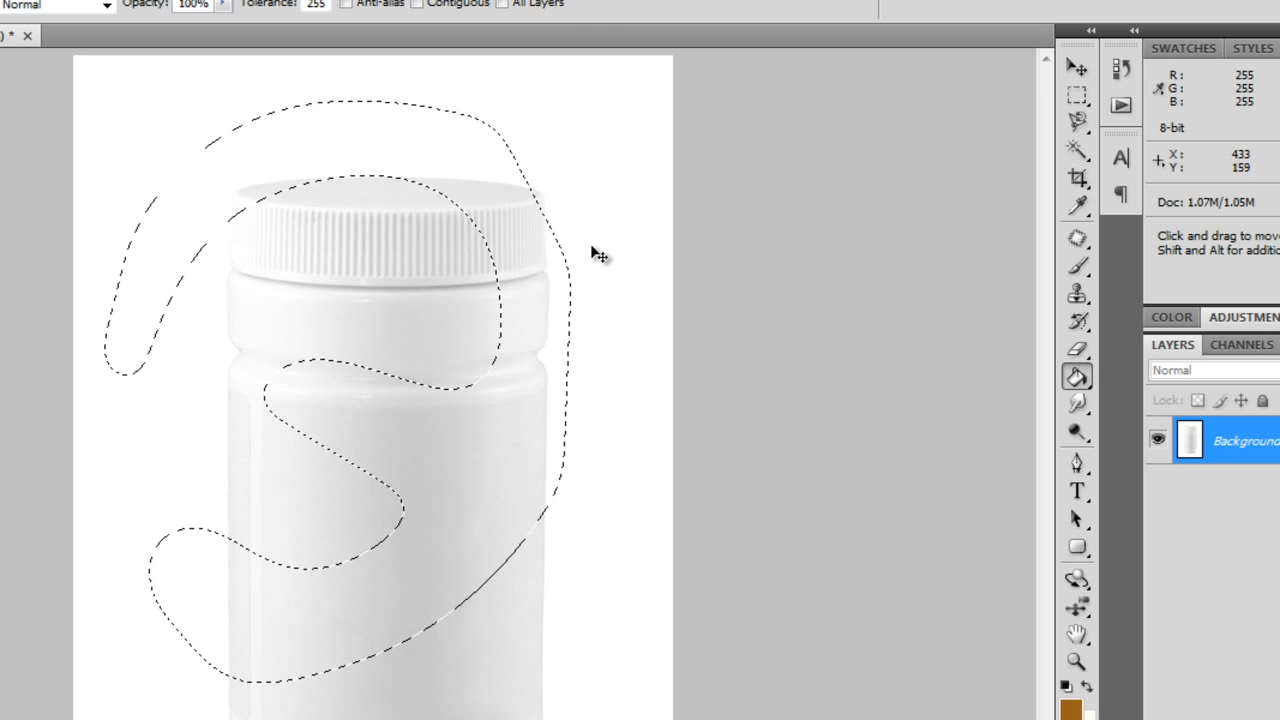 Normal Opacity: 100% Tolerance: 255 Anti-alias Contiguous All Layers
) * ×
SWATCHES STYLES
R: 255
G: 255
B: 255
8-bit
X: 433
Y: 159
Doc: 1.07M/1.05M
Click and drag to move
Shift and Alt for additio
COLOR ADJUSTMEN
LAYERS CHANNELS
Normal
Lock:
Background